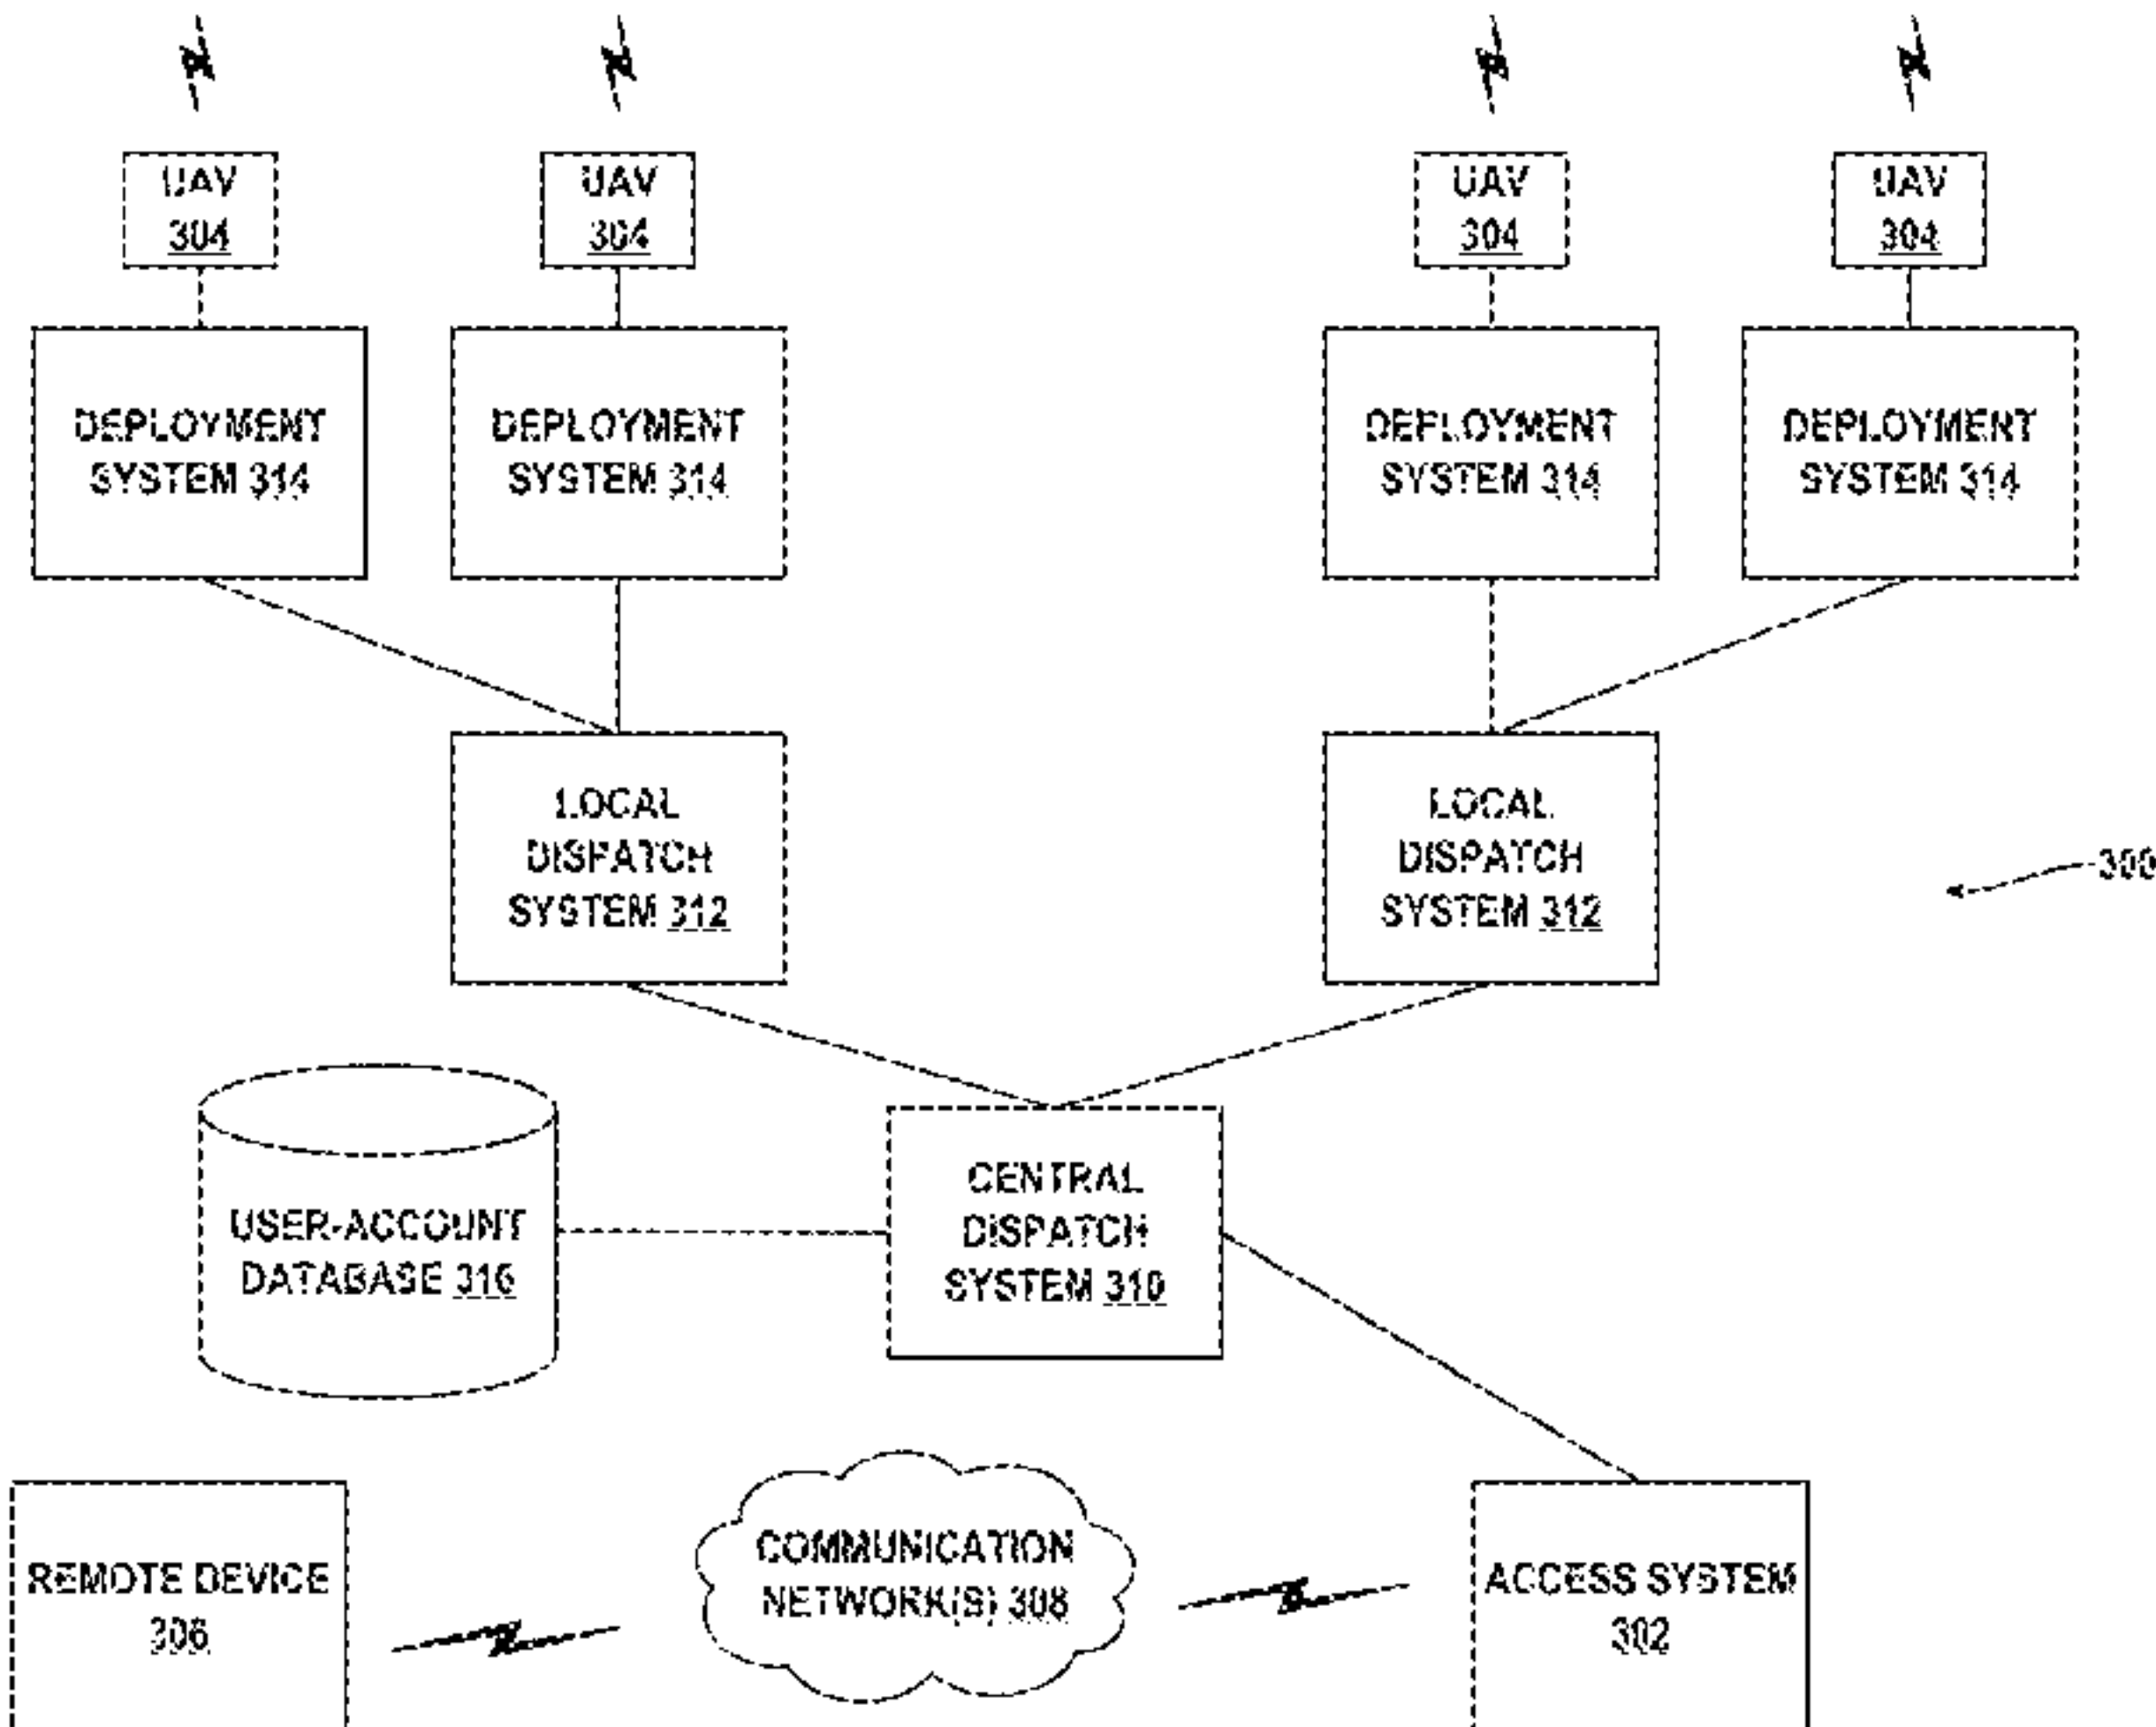 UAV
304
UAV
304
UAV
304
UAV
304
DEPLOYMENT
SYSTEM 314
DEPLOYMENT
SYSTEM 314
DEPLOYMENT
SYSTEM 314
DEPLOYMENT
SYSTEM 314
LOCAL
DISPATCH
SYSTEM 312
LOCAL
DISPATCH
SYSTEM 312
300
USER-ACCOUNT
DATABASE 316
CENTRAL
DISPATCH
SYSTEM 310
REMOTE DEVICE
306
COMMUNICATION
NETWORK(S) 308
ACCESS SYSTEM
302